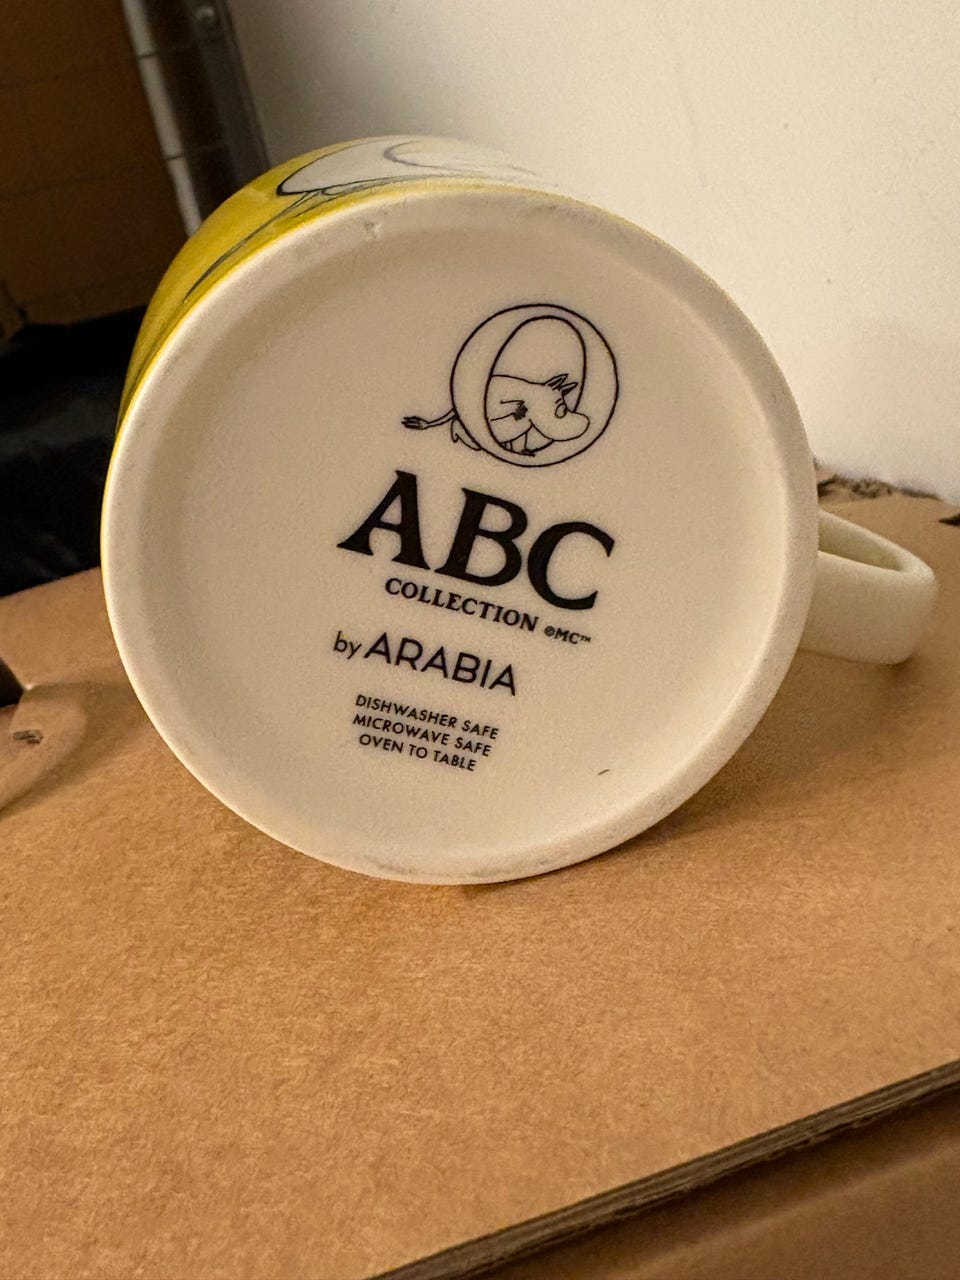 O
ABC
COLLECTION ©MC™
by ARABIA
DISHWASHER SAFE
MICROWAVE SAFE
OVEN TO TABLE